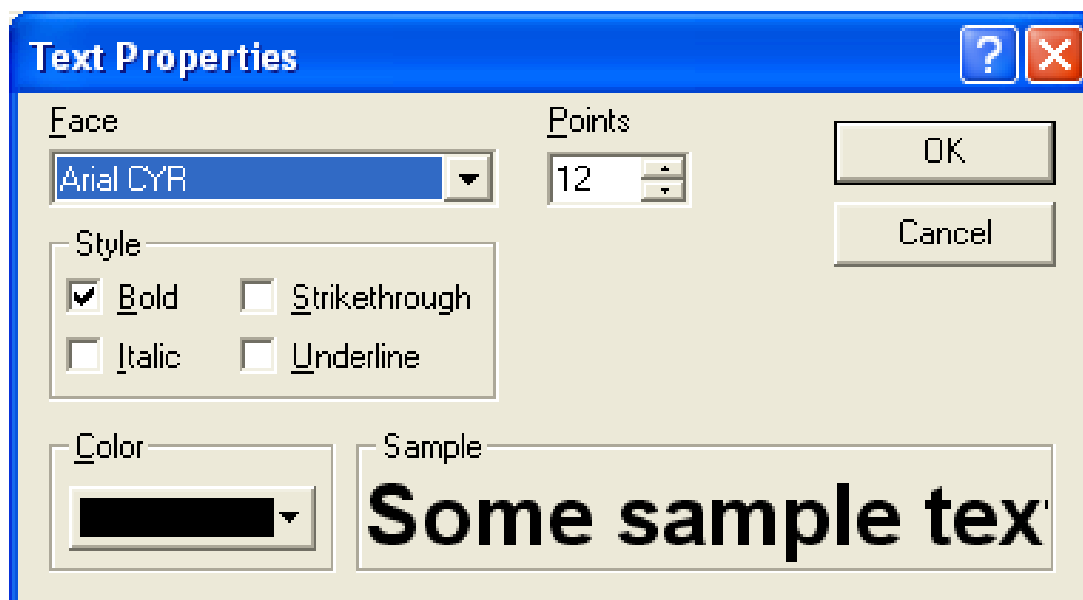 Text Properties
Face
Points
Arial CYR
12
OK
Cancel
Style
Bold
Strikethrough
Italic
Underline
Color
Sample
Some sample tex